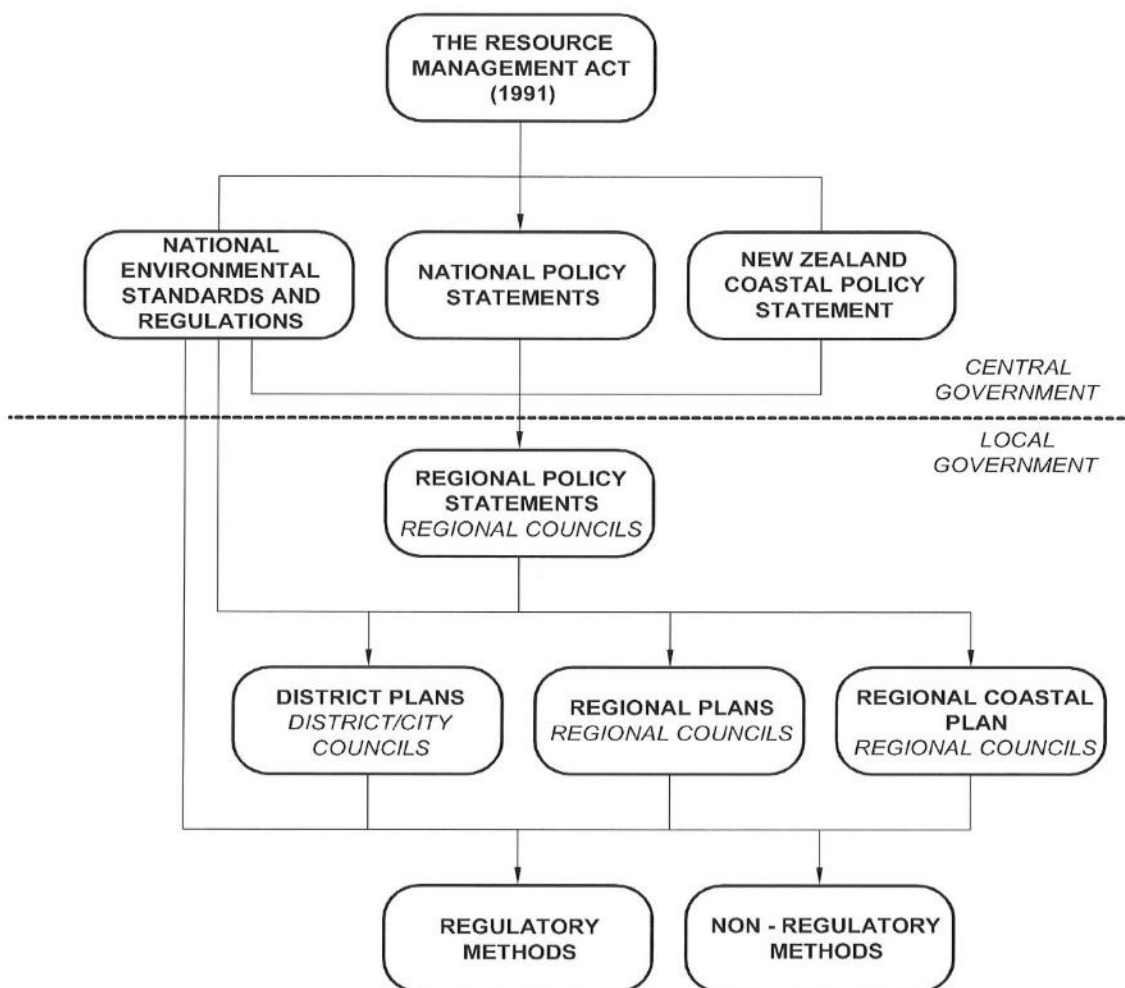 THE RESOURCE
MANAGEMENT ACT
(1991)
NATIONAL
ENVIRONMENTAL
STANDARDS AND
REGULATIONS
NATIONAL POLICY
STATEMENTS
NEW ZEALAND
COASTAL POLICY
STATEMENT
CENTRAL
GOVERNMENT
LOCAL
GOVERNMENT
REGIONAL POLICY
STATEMENTS
REGIONAL COUNCILS
DISTRICT PLANS
DISTRICT/CITY
COUNCILS
REGIONAL PLANS
REGIONAL COUNCILS
REGIONAL COASTAL
PLAN
REGIONAL COUNCILS
REGULATORY
METHODS
NON - REGULATORY
METHODS